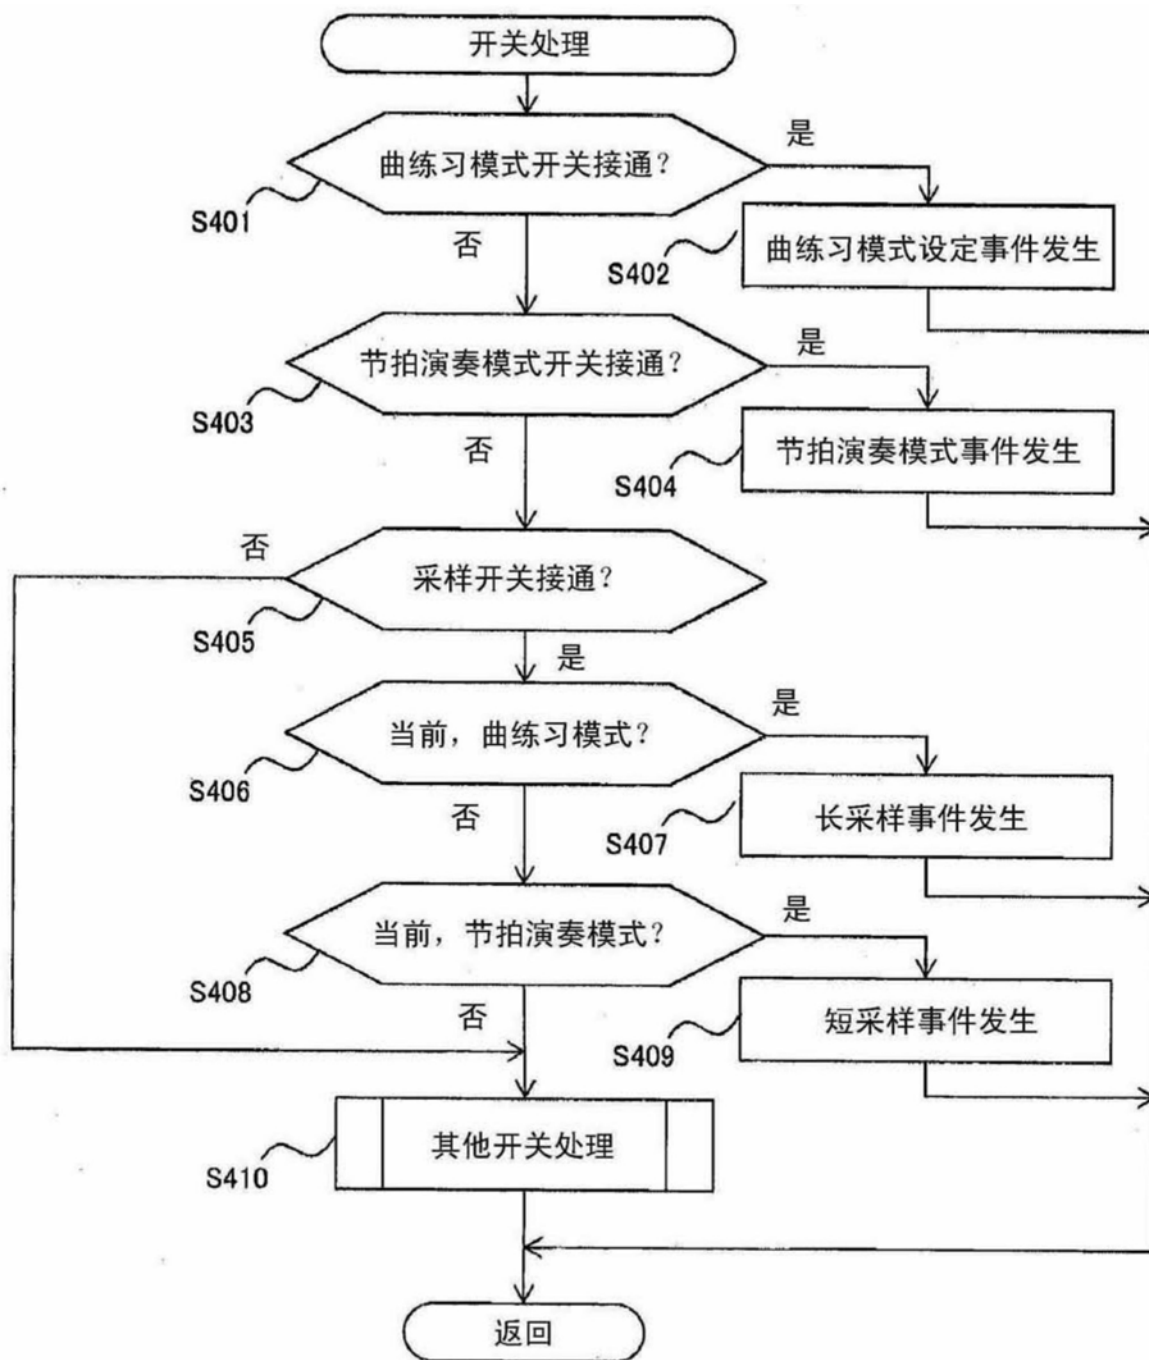 开关处理
曲练习模式开关接通？
是
S401
否
S402
曲练习模式设定事件发生
节拍演奏模式开关接通？
是
S403
否
S404
节拍演奏模式事件发生
否
采样开关接通？
S405
是
当前，曲练习模式？
是
S406
否
S407
长采样事件发生
当前，节拍演奏模式？
是
S408
否
S409
短采样事件发生
其他开关处理
S410
返回